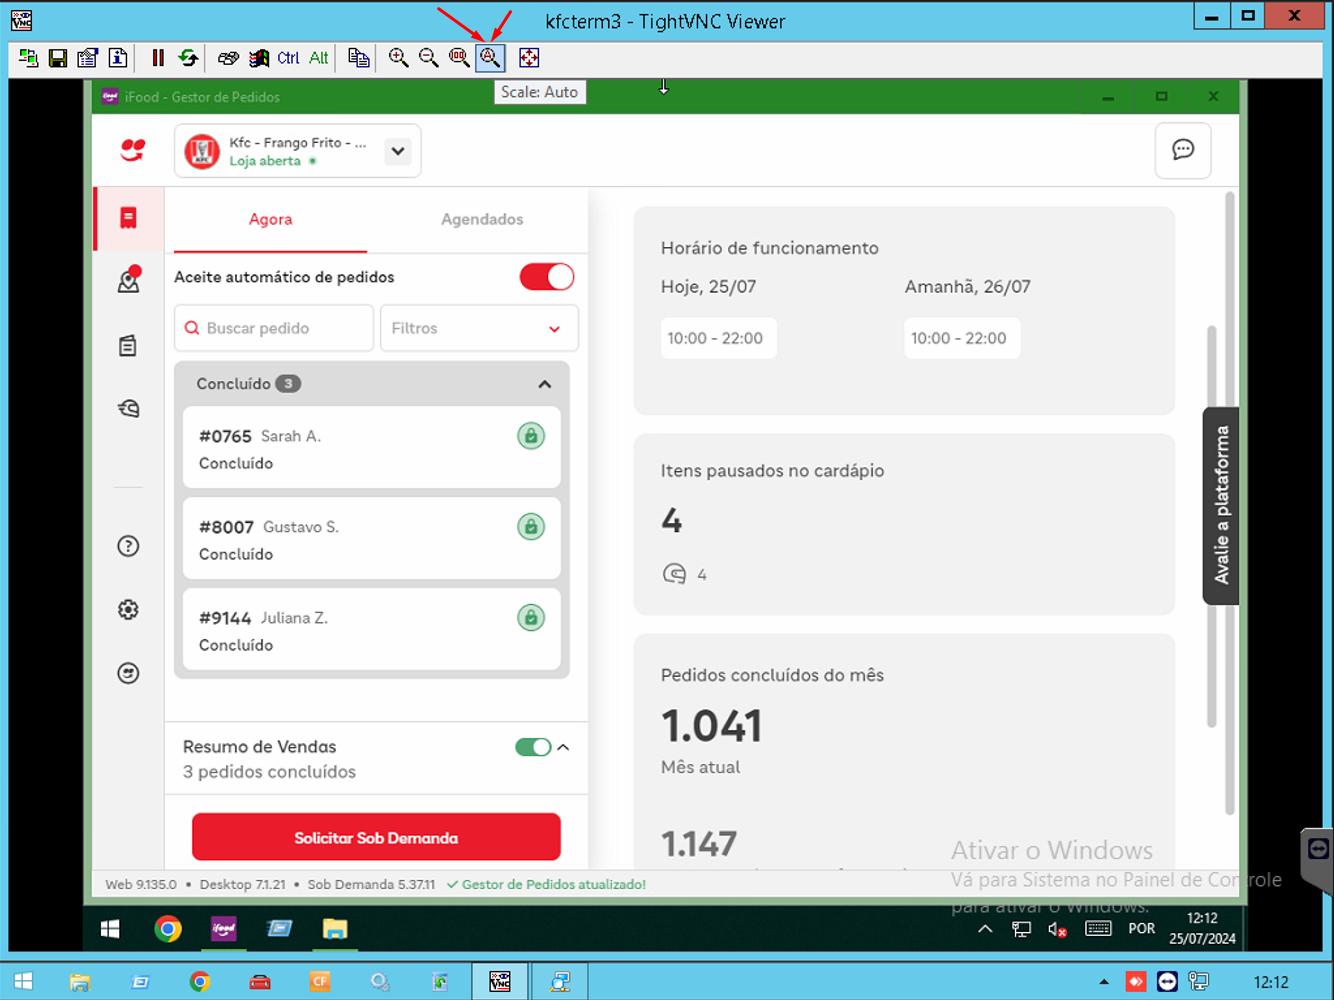 kfcterm3 - TightVNC Viewer
Ctrl Alt
Scale: Auto
iFood - Gestor de Pedidos
Kfc - Frango Frito - ...
Loja aberta
Agora
Agendados
Aceite automático de pedidos
Buscar pedido
Filtros
Concluído 3
#0765 Sarah A.
Concluído
#8007 Gustavo S.
Concluído
#9144 Juliana Z.
Concluído
Resumo de Vendas
3 pedidos concluídos
Solicitar Sob Demanda
Horário de funcionamento
Hoje, 25/07
Amanhã, 26/07
10:00 - 22:00
10:00 - 22:00
Itens pausados no cardápio
4
4
Pedidos concluídos do mês
1.041
Mês atual
1.147
Avalie a plataforma
Ativar o Windows
Vá para Sistema no Painel de Controle
para ativar o Windows.
Web 9.135.0 • Desktop 7.1.21 • Sob Demanda 5.37.11 ✓ Gestor de Pedidos atualizado!
POR
12:12
25/07/2024
12:12